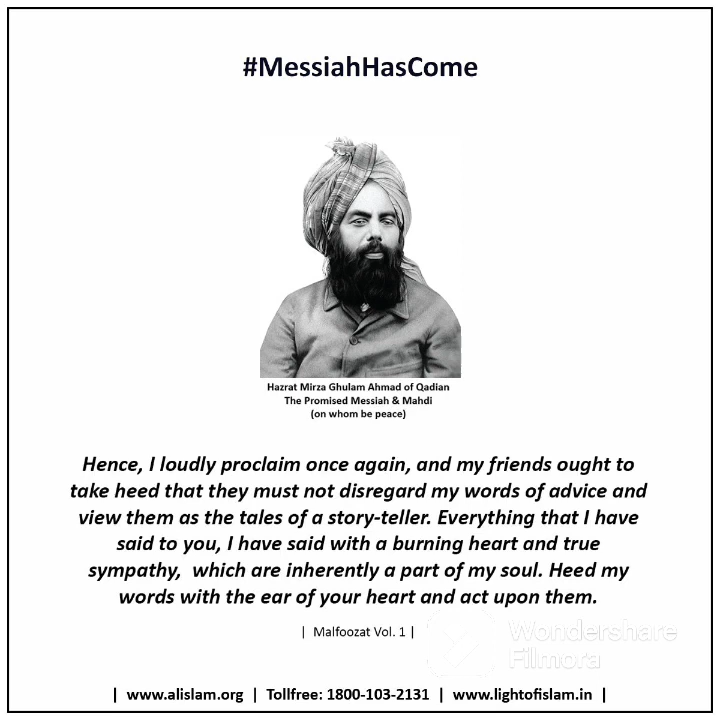 #MessiahHasCome
Hazrat Mirza Ghulam Ahmad of Qadian
The Promised Messiah & Mahdi
(on whom be peace)
Hence, I loudly proclaim once again, and my friends ought to
take heed that they must not disregard my words of advice and
view them as the tales of a story-teller. Everything that I have
said to you, I have said with a burning heart and true
sympathy,  which are inherently a part of my soul. Heed my
words with the ear of your heart and act upon them.
| Malfoozat Vol. 1 |
Wondershare
Filmora
| www.alislam.org | Tollfree: 1800-103-2131 | www.lightofislam.in |